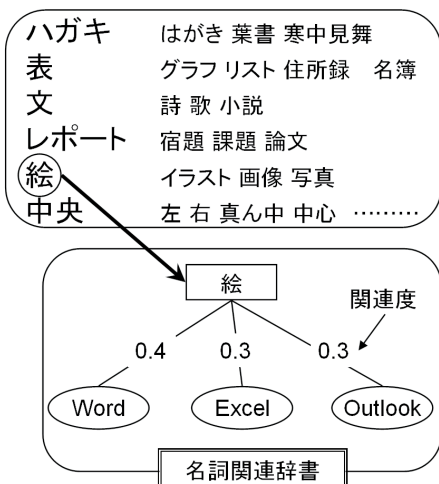 ハガキ はがき 葉書 寒中見舞
表 グラフ リスト 住所録 名簿
文 詩 歌 小説
レポート 宿題 課題 論文
絵 イラスト 画像 写真
中央 左 右 真ん中 中心 ………
絵
関連度
0.4 0.3 0.3
Word Excel Outlook
名詞関連辞書